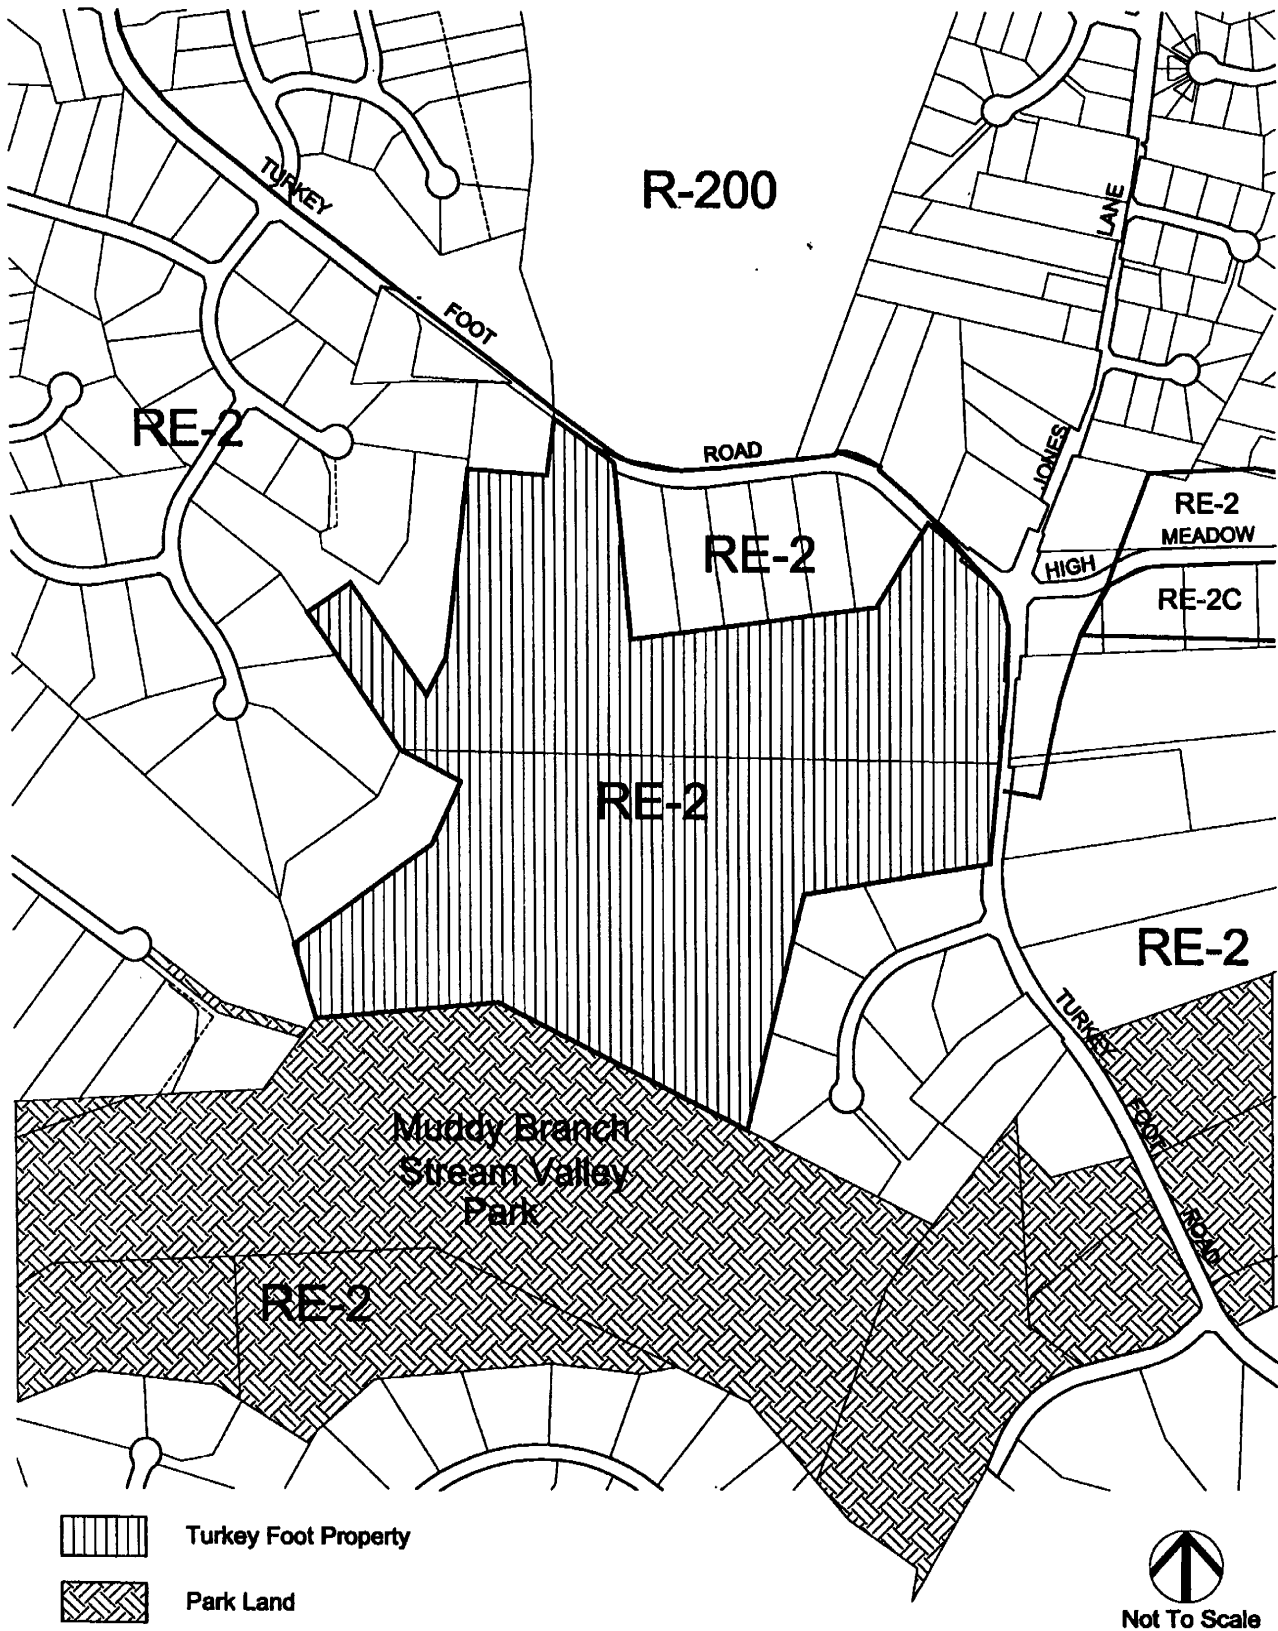 TURKEY
R-200
LANE
FOOT
RE-2
ROAD
JONES
RE-2
MEADOW
RE-2
HIGH
RE-2C
RE-2
RE-2
TURKEY
FOOT
ROAD
Muddy Branch
Stream Valley
Park
RE-2
Turkey Foot Property
Park Land
Not To Scale